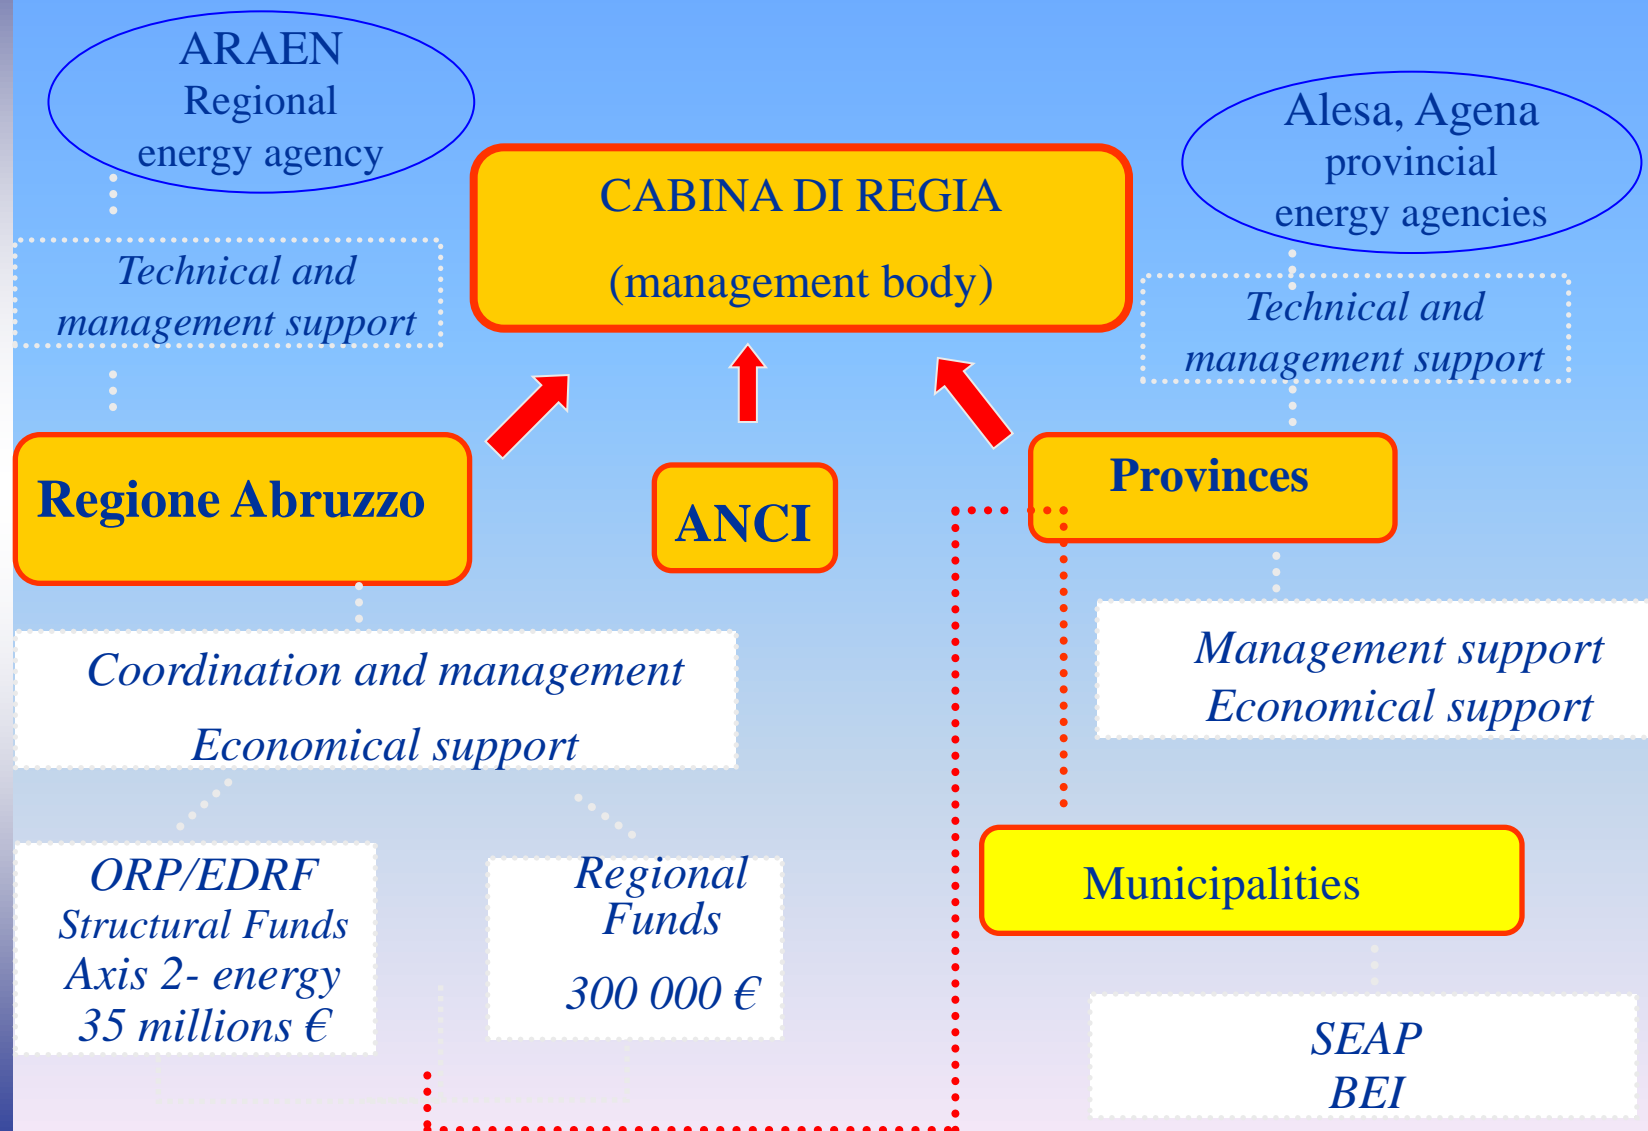 ARAEN
Regional
energy agency
Alesa, Agena
provincial
energy agencies
CABINA DI REGIA
(management body)
Technical and
management support
Technical and
management support
Regione Abruzzo
ANCI
Provinces
Coordination and management
Economical support
Management support
Economical support
ORP/EDRF
Structural Funds
Axis 2- energy
35 millions €
Regional
Funds
300 000 €
Municipalities
SEAP
BEI